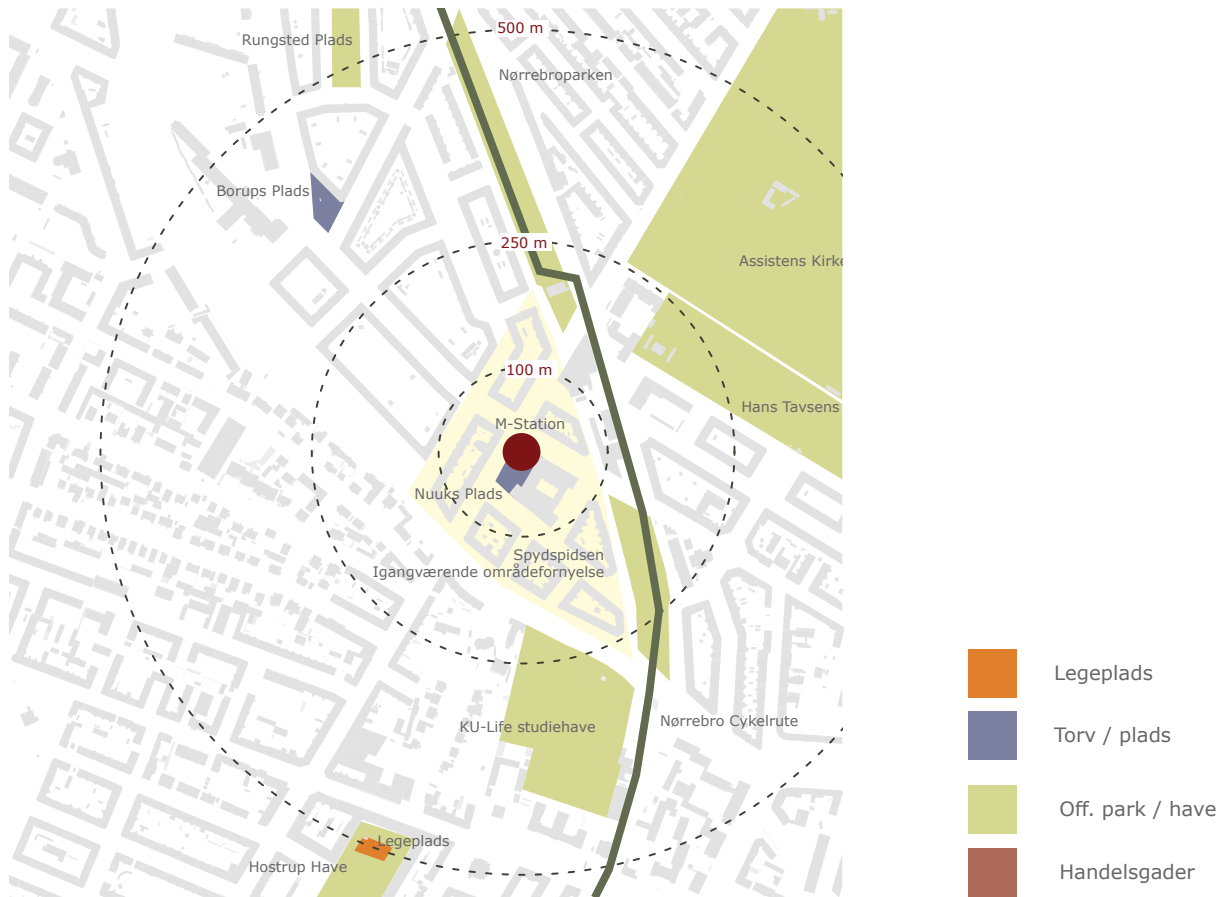 500 m
Rungsted Plads
Nørrebroparken
Borups Plads
250 m
Assistens Kirke
100 m
Hans Tavsens
M-Station
Nuuks Plads
Spydspidsen
Igangværende områdefornyelse
KU-Life studiehave
Nørrebro Cykelrute
Legeplads
Hostrup Have
Legeplads
Torv / plads
Off. park / have
Handelsgader